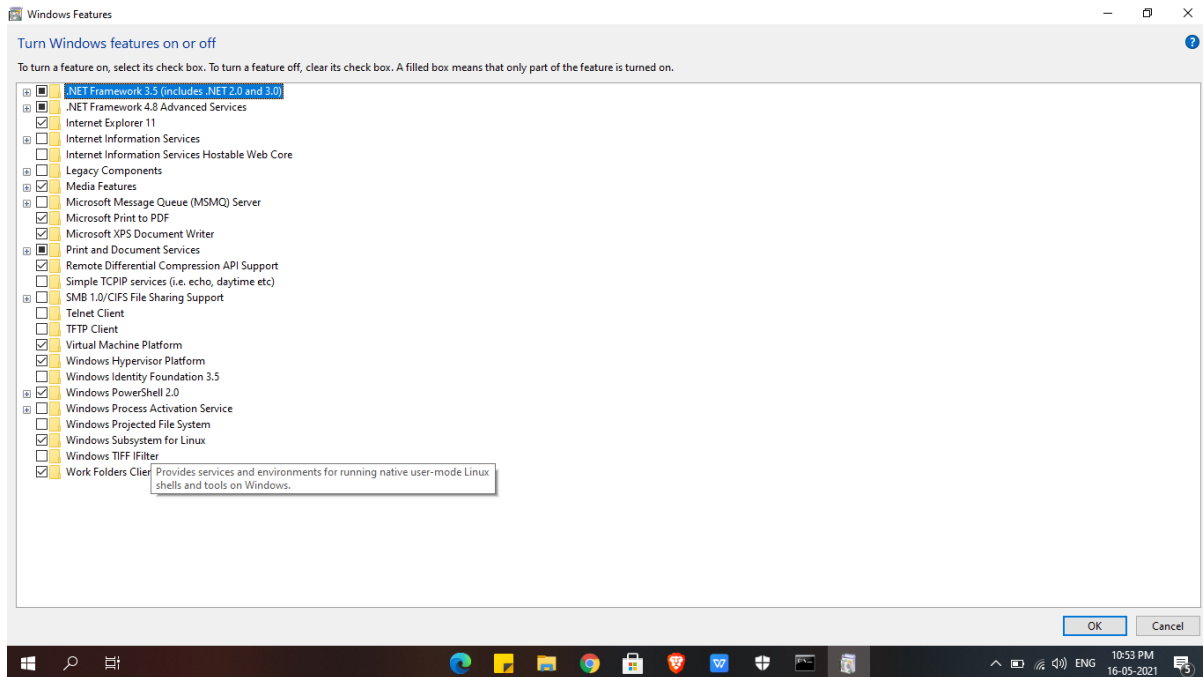 Windows Features
Turn Windows features on or off
To turn a feature on, select its check box. To turn a feature off, clear its check box. A filled box means that only part of the feature is turned on.
.NET Framework 3.5 (includes .NET 2.0 and 3.0)
.NET Framework 4.8 Advanced Services
Internet Explorer 11
Internet Information Services
Internet Information Services Hostable Web Core
Legacy Components
Media Features
Microsoft Message Queue (MSMQ) Server
Microsoft Print to PDF
Microsoft XPS Document Writer
Print and Document Services
Remote Differential Compression API Support
Simple TCPIP services (i.e. echo, daytime etc)
SMB 1.0/CIFS File Sharing Support
Telnet Client
TFTP Client
Virtual Machine Platform
Windows Hypervisor Platform
Windows Identity Foundation 3.5
Windows PowerShell 2.0
Windows Process Activation Service
Windows Projected File System
Windows Subsystem for Linux
Windows TIFF IFilter
Work Folders Clier
Provides services and environments for running native user-mode Linux
shells and tools on Windows.
OK Cancel
ENG
10:53 PM
16-05-2021
5